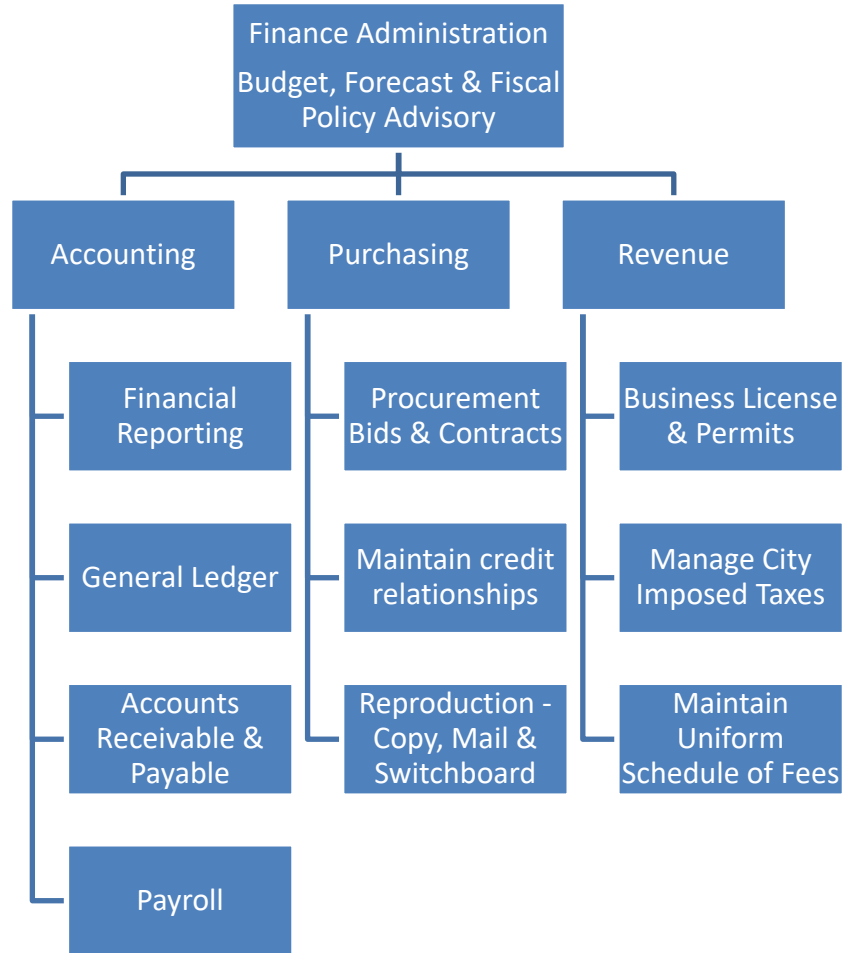 Finance Administration
Budget, Forecast & Fiscal
Policy Advisory
Accounting
Purchasing
Revenue
Financial
Reporting
General Ledger
Accounts
Receivable &
Payable
Payroll
Procurement
Bids & Contracts
Maintain credit
relationships
Reproduction -
Copy, Mail &
Switchboard
Business License
& Permits
Manage City
Imposed Taxes
Maintain
Uniform
Schedule of Fees